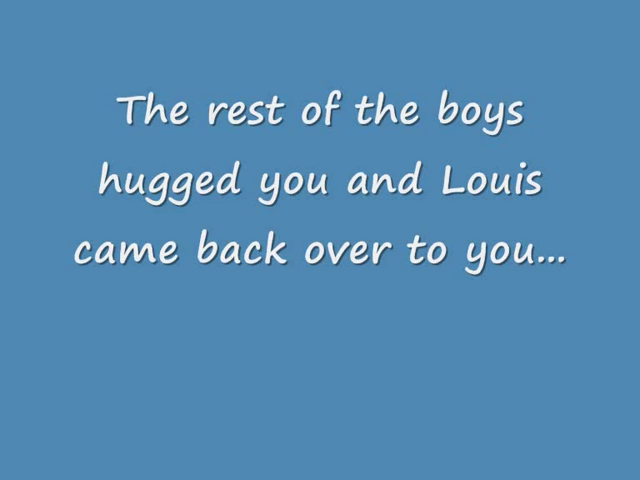 The rest of the boys
hugged you and Louis
came back over to you...